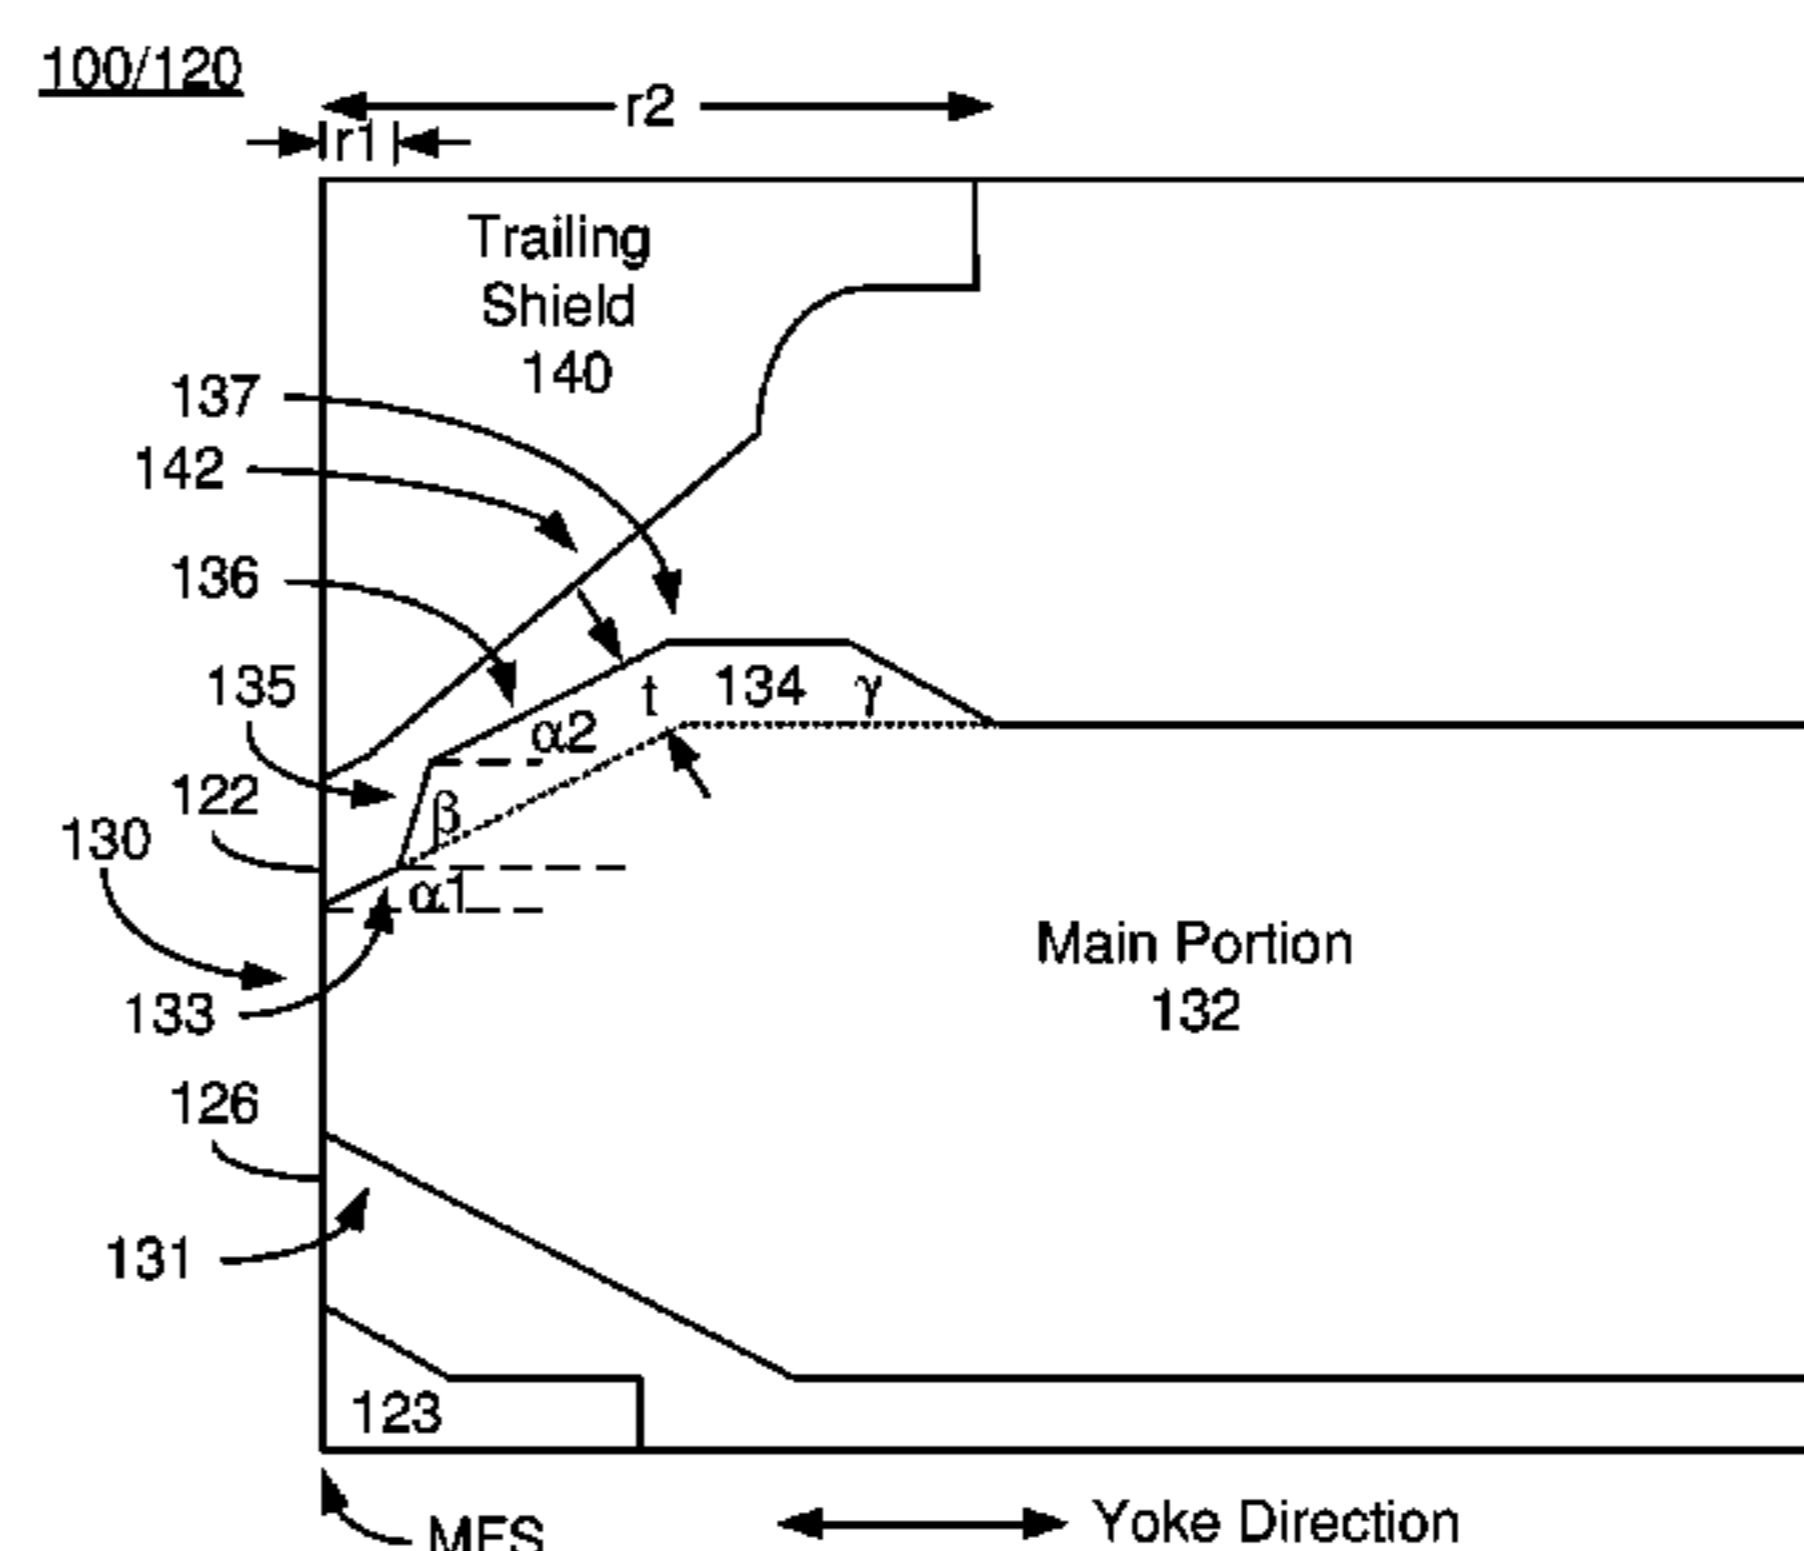 100/120
r2
r1
Trailing
Shield
140
137
142
136
135
134
γ
t
α2
122
β
130
α1
Main Portion
132
133
126
131
123
MFS
Yoke Direction